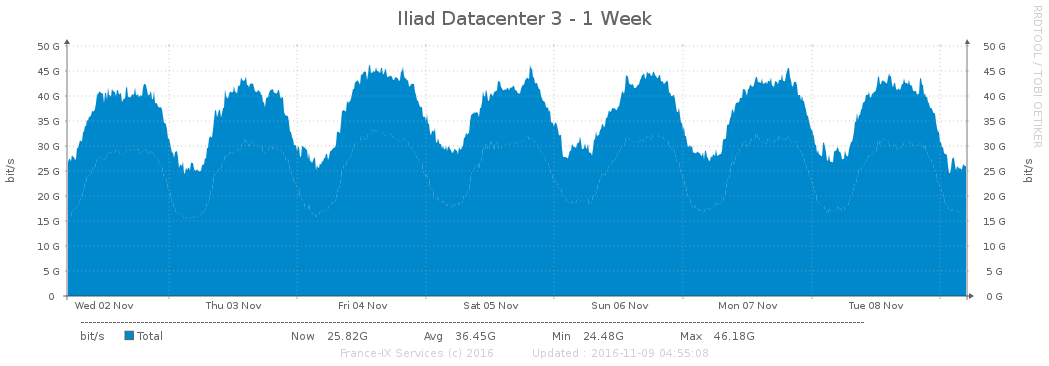 Iliad Datacenter 3 - 1 Week
RRDTOOL / TOBI OETIKER
bit/s
50 G
45 G
40 G
35 G
30 G
25 G
20 G
15 G
10 G
5 G
0
50 G
45 G
40 G
35 G
30 G
25 G
20 G
15 G
10 G
5 G
0 G
bit/s
Wed 02 Nov Thu 03 Nov Fri 04 Nov Sat 05 Nov Sun 06 Nov Mon 07 Nov Tue 08 Nov
bit/s Total Now 25.82G Avg 36.45G Min 24.48G Max 46.18G
France-IX Services (c) 2016 Updated : 2016-11-09 04:55:08